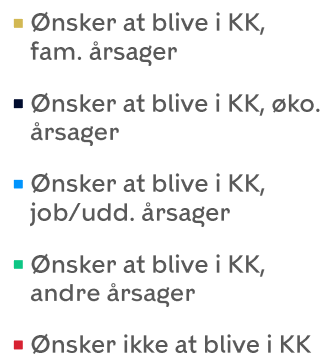 Ønsker at blive i KK,
fam. årsager
Ønsker at blive i KK, øko.
årsager
Ønsker at blive i KK,
job/udd. årsager
Ønsker at blive i KK,
andre årsager
Ønsker ikke at blive i KK